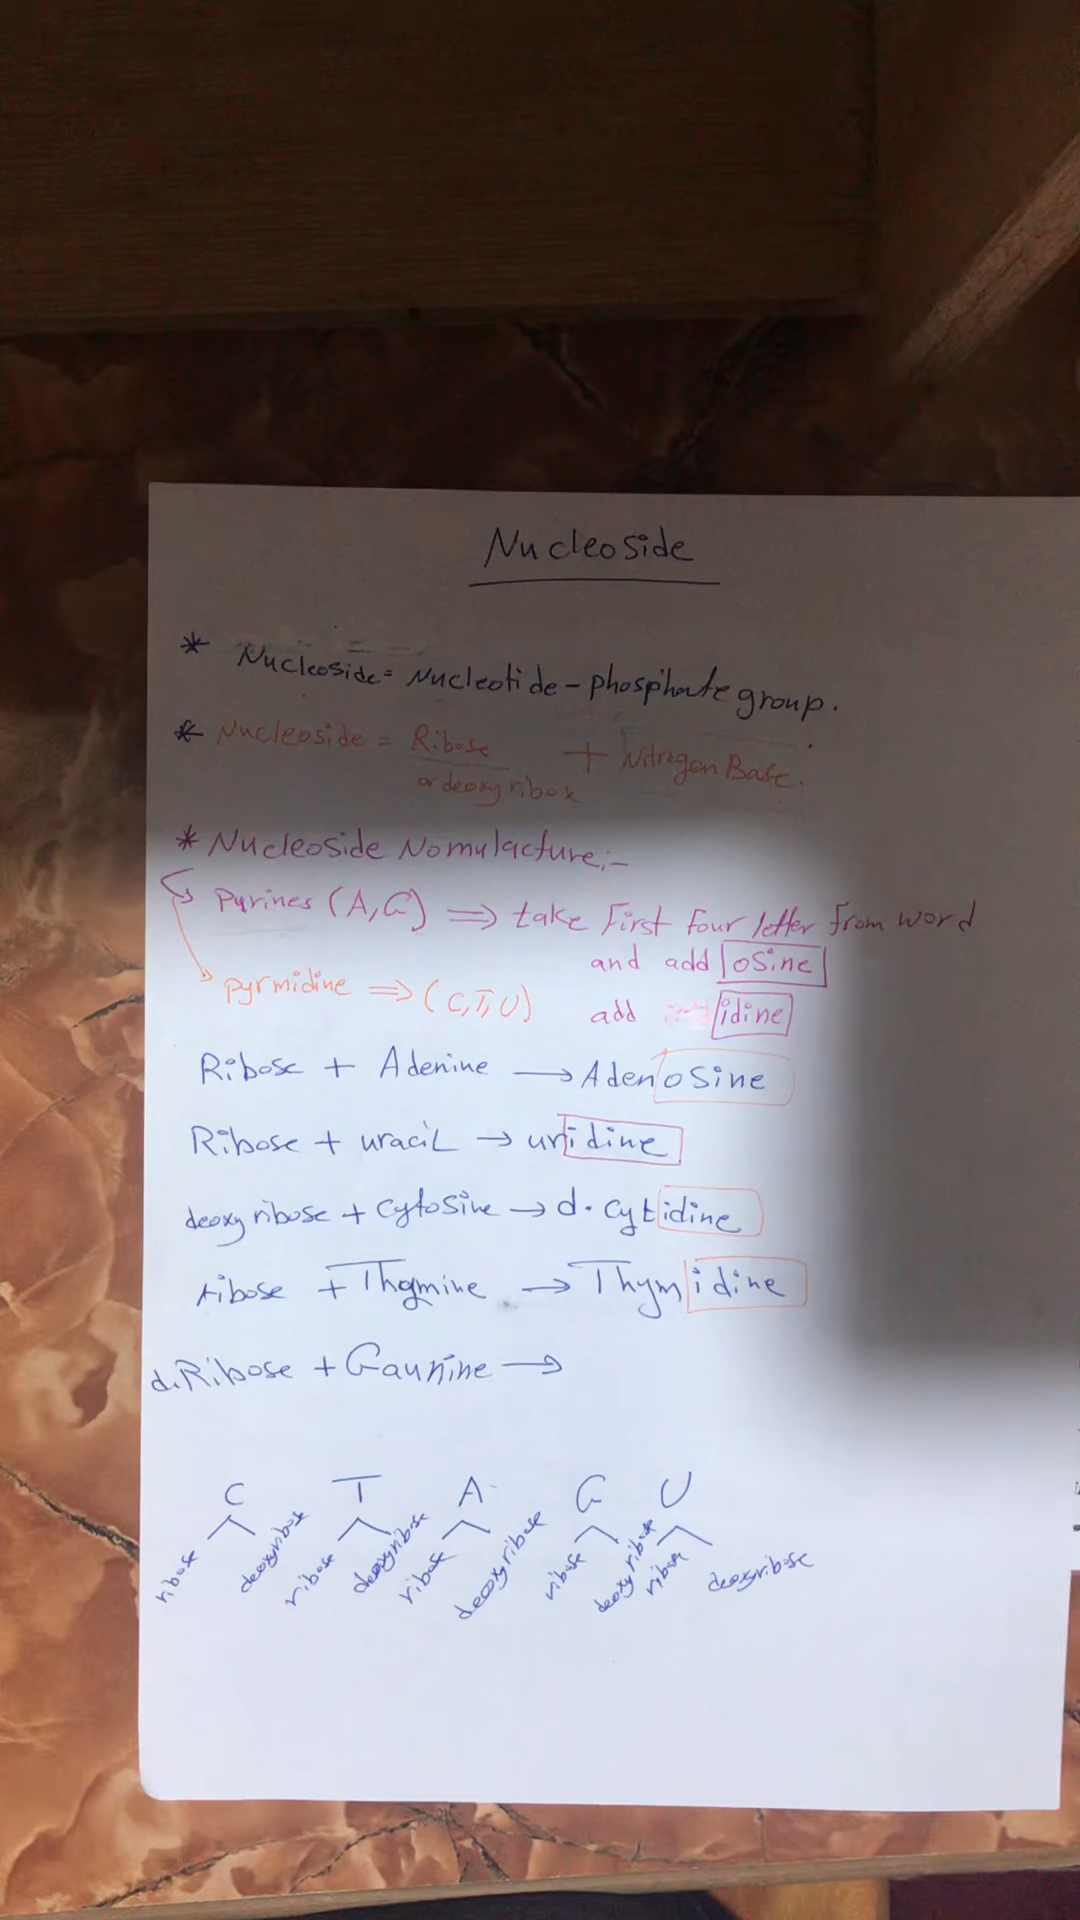 Nucleoside
* Nucleoside = Nucleotide - phosphate group.
* Nucleoside = Ribose + Nitrogen Base.
or deoxy ribox
* Nucleoside Nomulacture:-
Purines (A,G) ⇒ take First Four letter from word
and add osine
pyrmidine ⇒ (C,T,U) add idine
Ribose + Adenine → Adenosine
Ribose + uraciL → uridine
deoxy ribose + Cytosine → d. Cytidine
ribose + Thymine → Thymidine
d.Ribose + Gaunine →
C T A G U
ribose deoxyribose ribose deoxyribose ribose deoxyribose ribose deoxyribose ribose deoxyribose